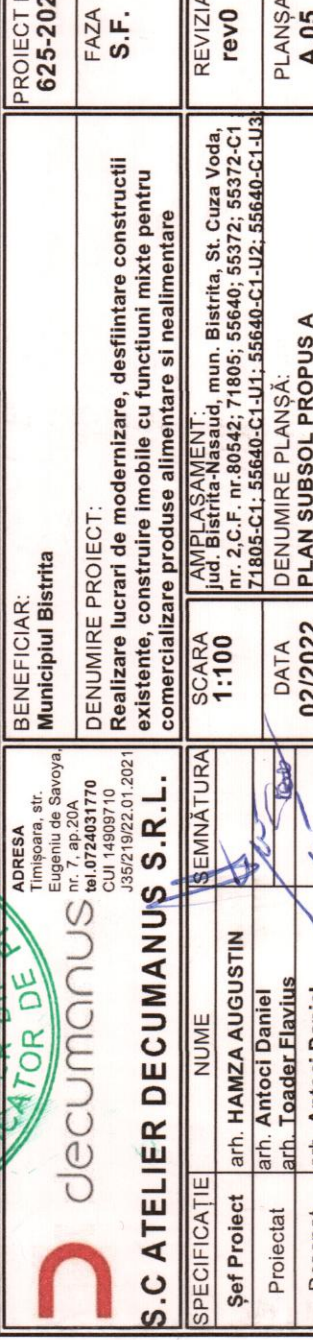 CATOR DE P
decumanus
ADRESA
Timișoara, str.
Eugeniu de Savoya,
nr. 7, ap.20A
tel.0724031770
CUI 14909710
J35/219/22.01.2021
S.C ATELIER DECUMANUS S.R.L.
BENEFICIAR:
Municipiul Bistrita
PROIECT
625-202
DENUMIRE PROIECT:
Realizare lucrari de modernizare, desfiintare constructii
existente, construire imobile cu functiuni mixte pentru
comercializare produse alimentare si nealimentare
FAZA
S.F.
SPECIFICAȚIE NUME SEMNĂTURA
Șef Proiect arh. HAMZA AUGUSTIN
Proiectat arh. Antoci Daniel
arh. Toader Flavius
arh. Antoci Daniel
SCARA
1:100
DATA
02/2022
AMPLASAMENT:
jud. Bistrita-Nasaud, mun. Bistrita, St. Cuza Voda,
nr. 2,C.F. nr.80542; 71805; 55640; 55372; 55372-C1
71805-C1; 55640-C1-U1; 55640-C1-U2; 55640-C1-U3;
DENUMIRE PLANȘĂ:
PLAN SUBSOL PROPUS A
REVIZIA
rev0
PLANȘA
A 05